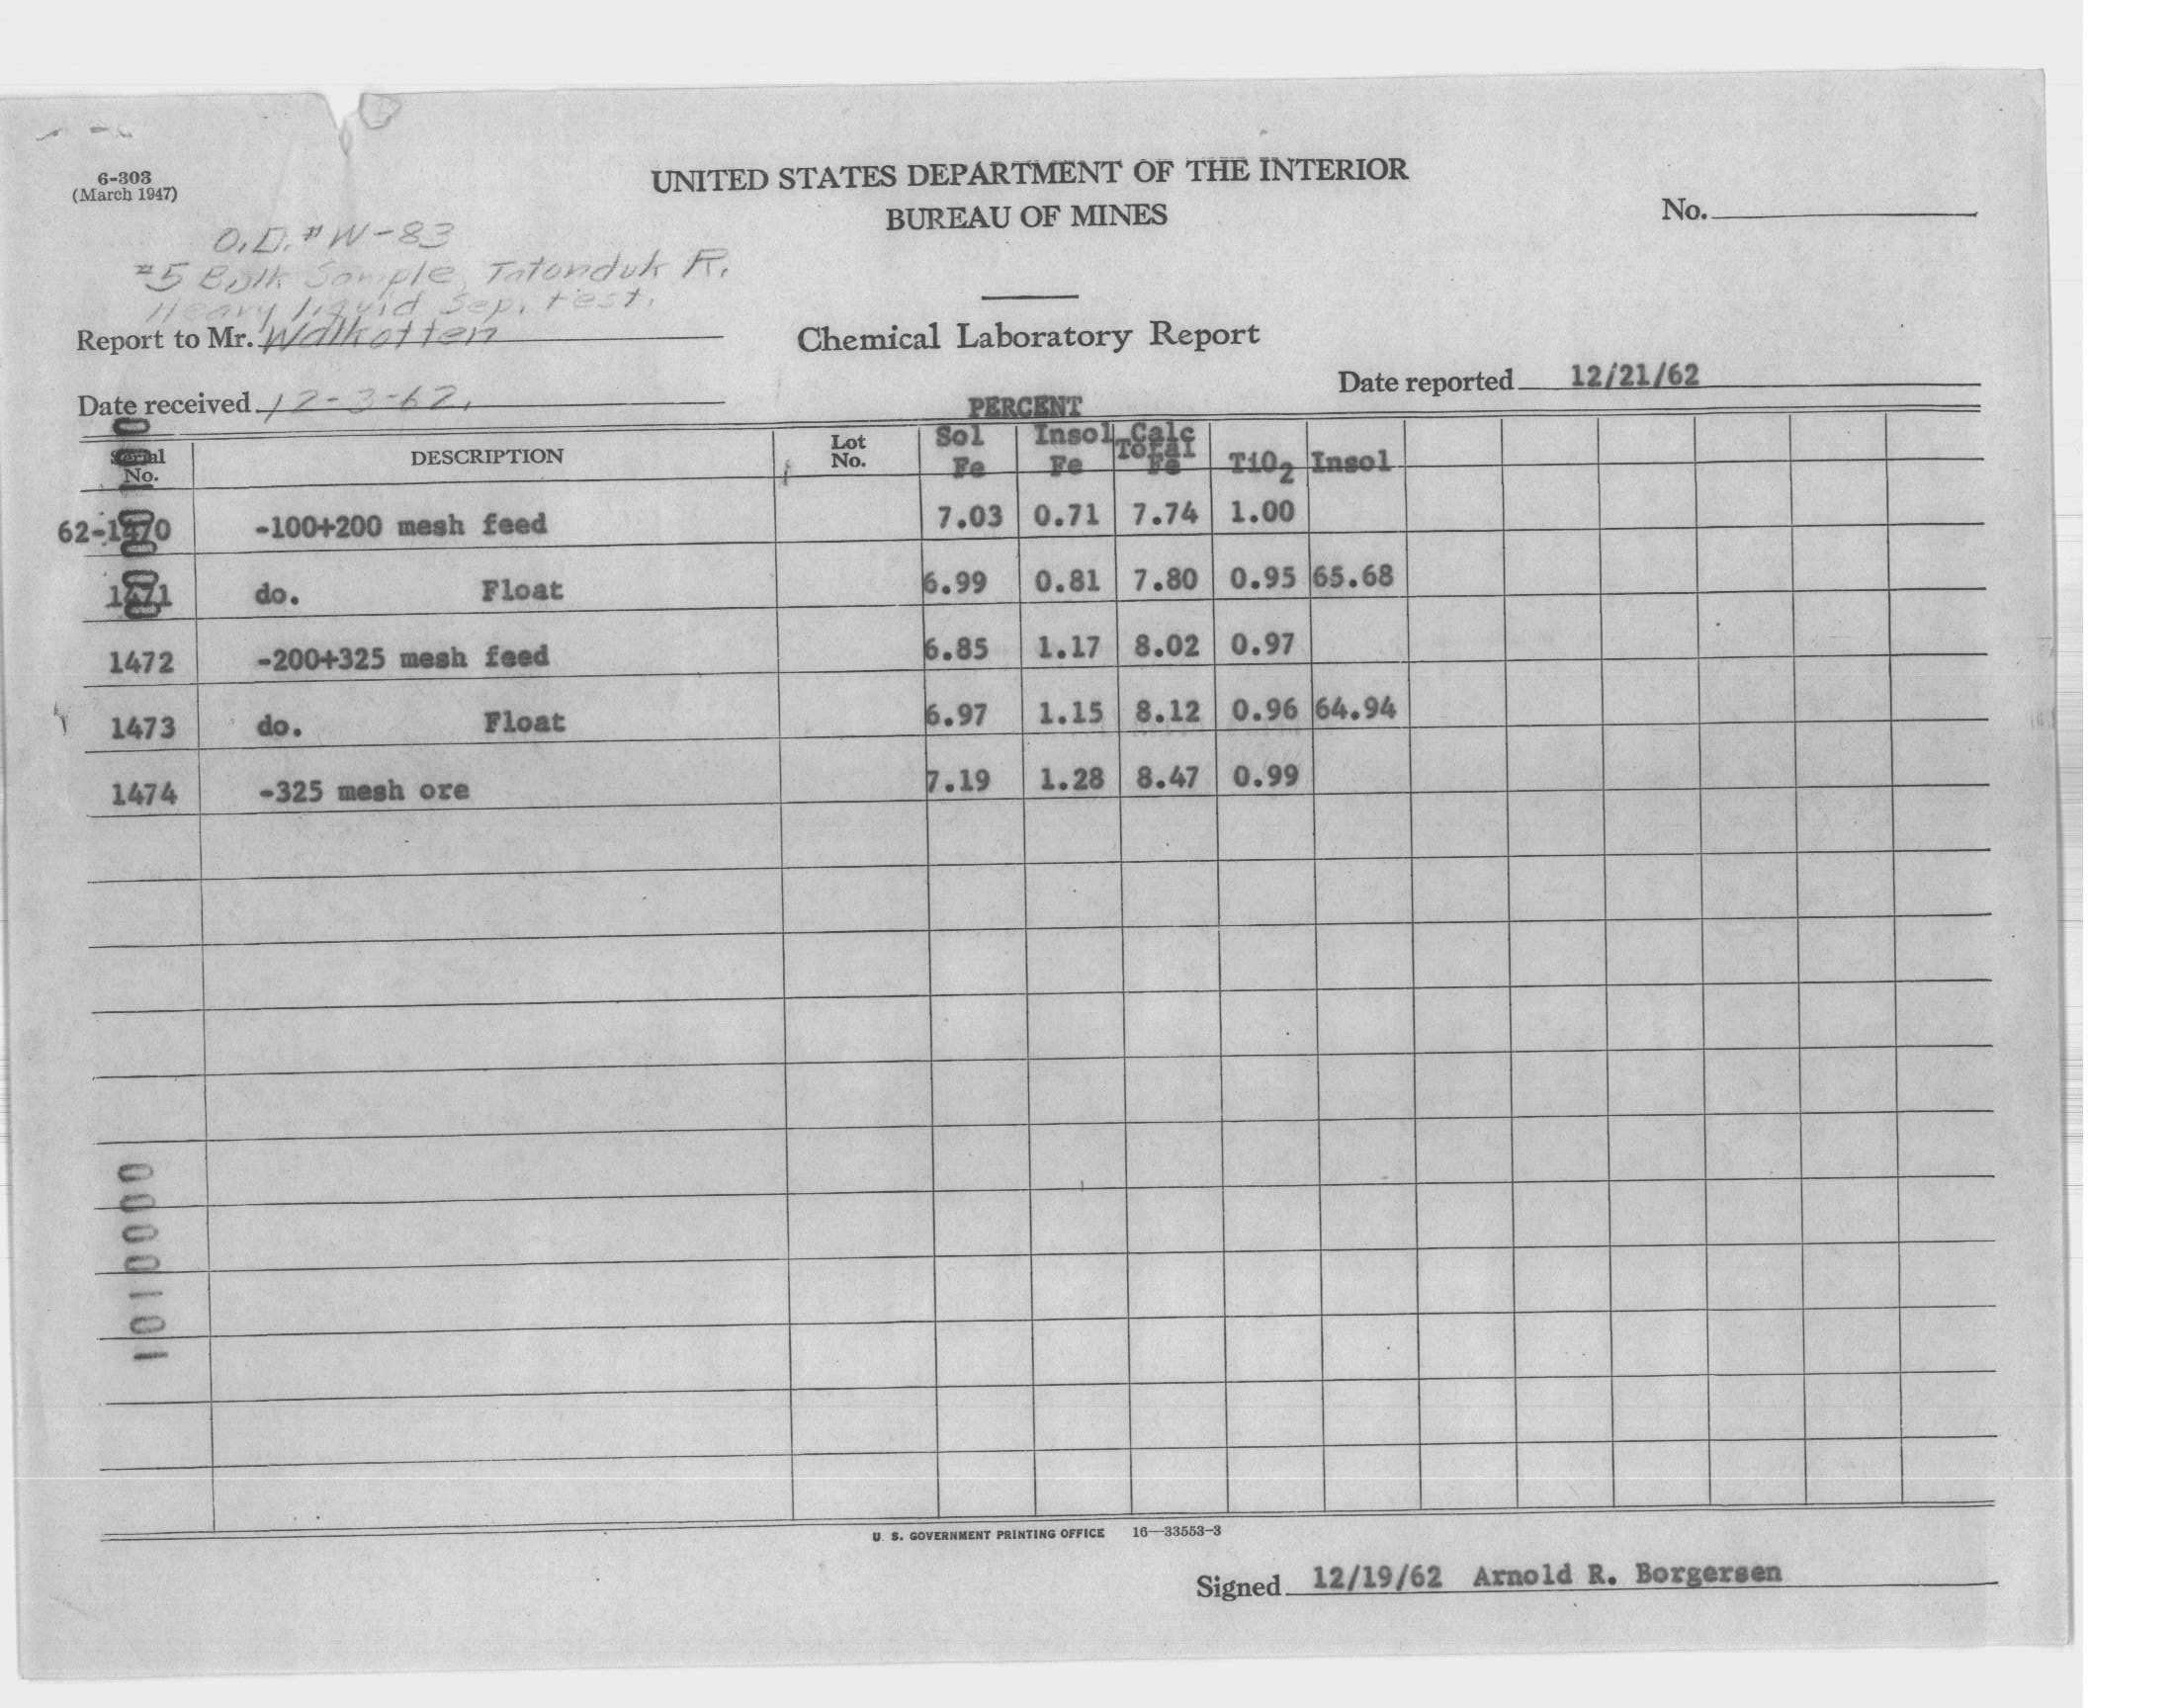 6-303
(March 1947)
UNITED STATES DEPARTMENT OF THE INTERIOR
BUREAU OF MINES
No.
O.D. # W-83
#5 Bulk Sample, Tatonduk R.
Heavy liquid Sep. test.
Report to Mr. Walkotten
Chemical Laboratory Report
Date received 12-3-62.
Date reported 12/21/62
PERCENT
Serial No. DESCRIPTION Lot No. Sol Fe Insol Fe Calc Total Fe TiO2 Insol
62-1470 -100+200 mesh feed 7.03 0.71 7.74 1.00
1471 do. Float 6.99 0.81 7.80 0.95 65.68
1472 -200+325 mesh feed 6.85 1.17 8.02 0.97
1473 do. Float 6.97 1.15 8.12 0.96 64.94
1474 -325 mesh ore 7.19 1.28 8.47 0.99
1010000
U. S. GOVERNMENT PRINTING OFFICE 16—33553-3
Signed 12/19/62 Arnold R. Borgersen